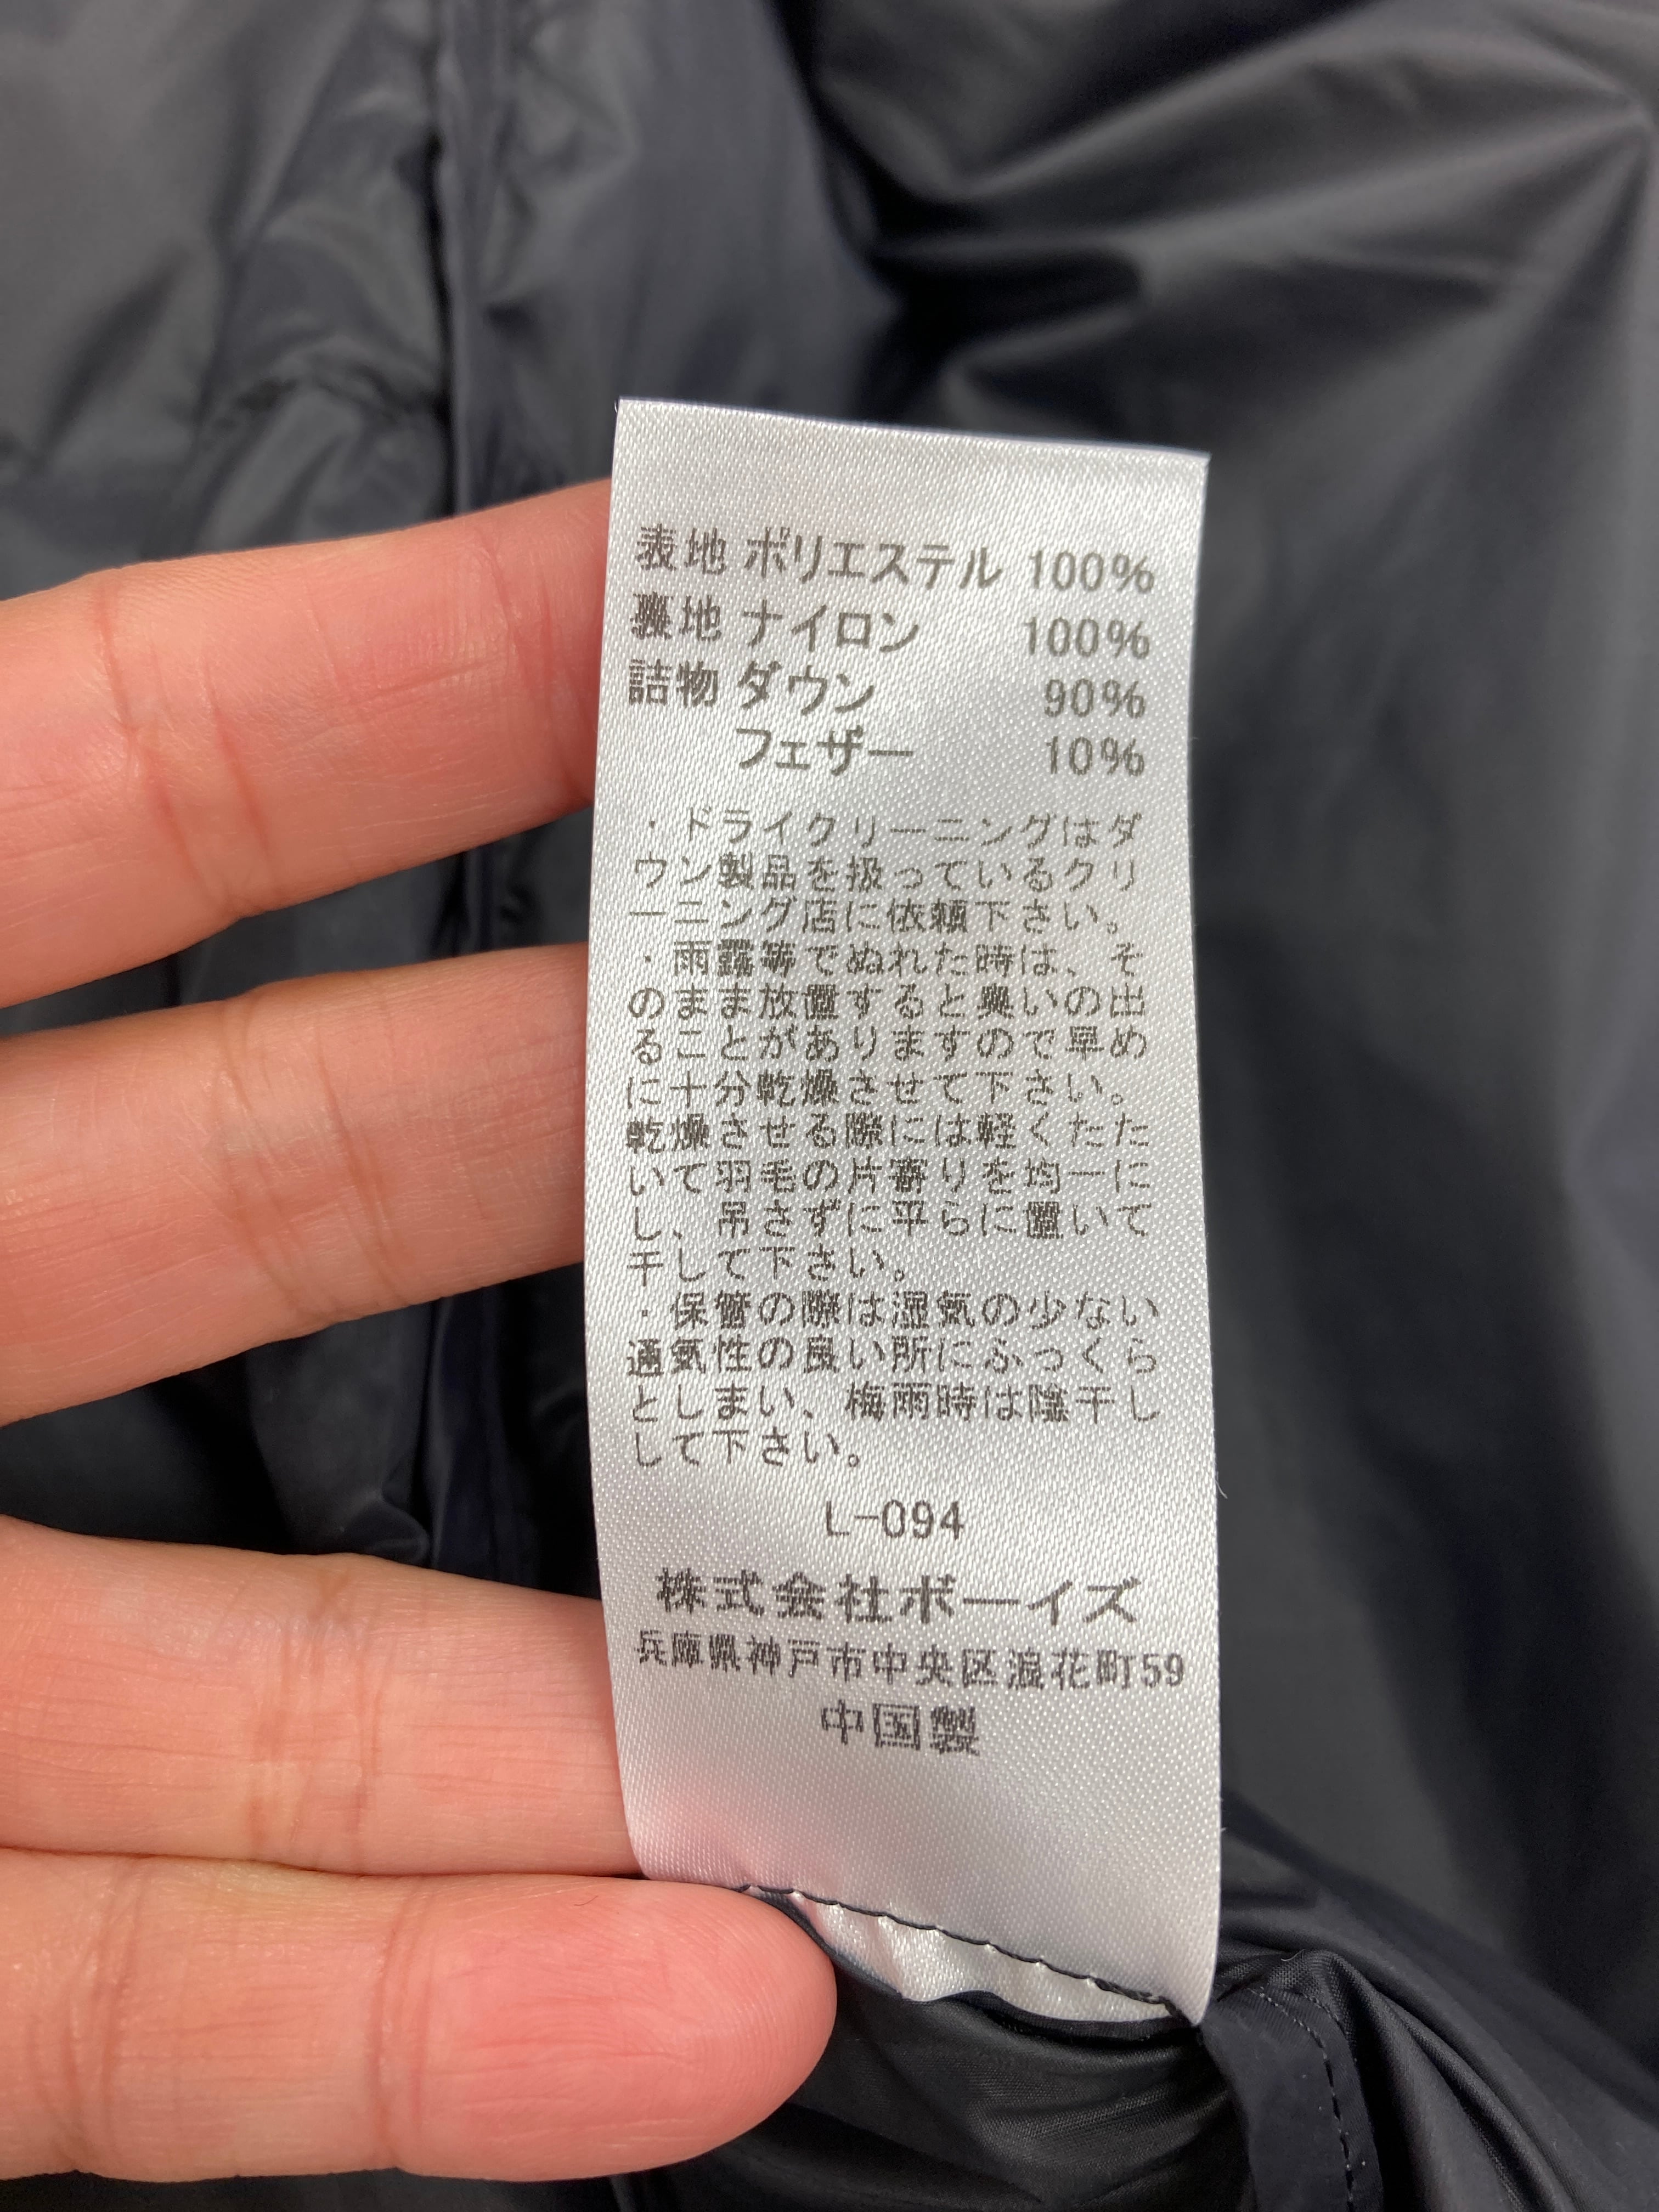 表地 ポリエステル 100%
裏地 ナイロン 100%
詰物 ダウン 90%
フェザー 10%
・ドライクリーニングはダ
ウン製品を扱っているクリ
ーニング店に依頼下さい。
・雨露等でぬれた時は、そ
のまま放置すると臭いの出
ることがありますので早め
に十分乾燥させて下さい。
乾燥させる際には軽くたた
いて羽毛の片寄りを均一に
し、吊さずに平らに置いて
干して下さい。
・保管の際は湿気の少ない
通気性の良い所にふっくら
としまい、梅雨時は陰干し
して下さい。
L-094
株式会社ボーイズ
兵庫県神戸市中央区浪花町59
中国製